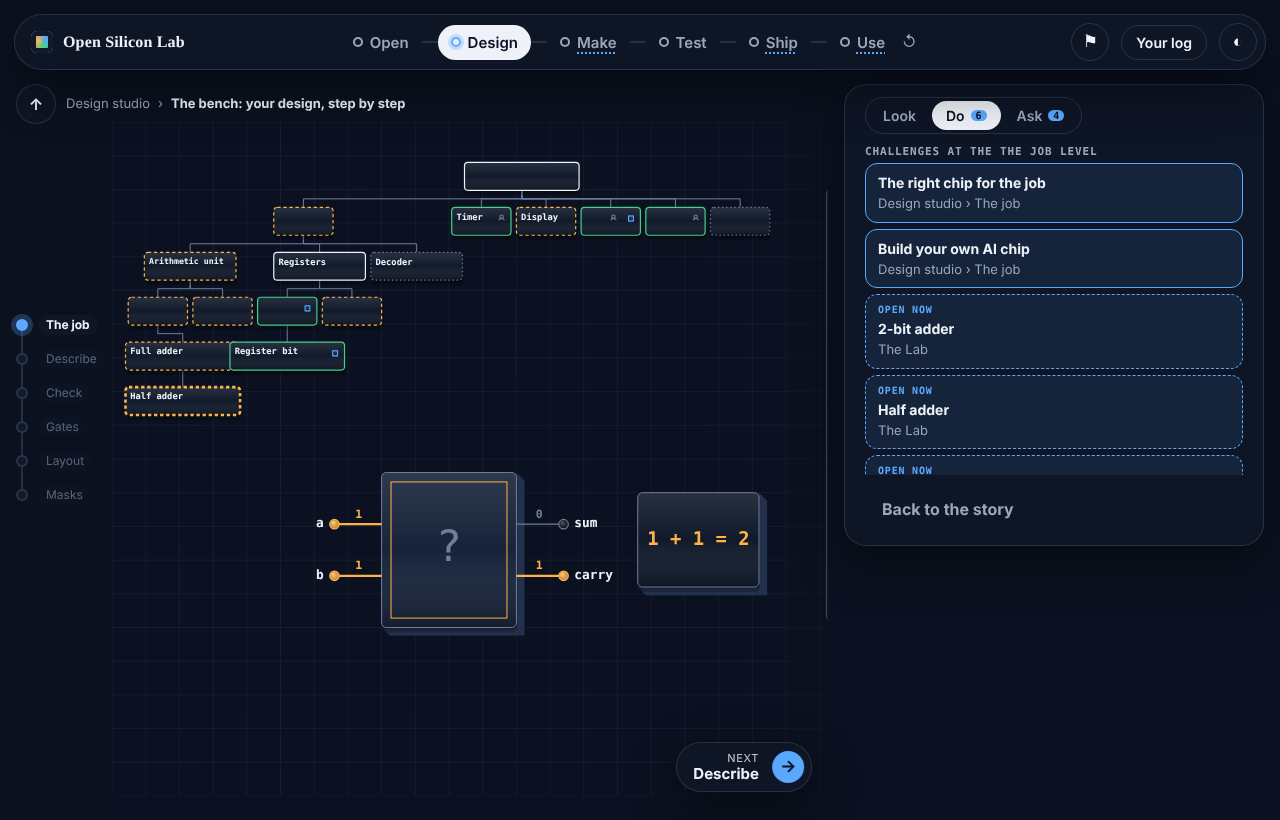 Open Silicon Lab
Open
Design
Make
Test
Ship
Use
Your log
Design studio › The bench: your design, step by step
Timer
Display
Arithmetic unit
Registers
Decoder
Full adder
Register bit
Half adder
The job
Describe
Check
Gates
Layout
Masks
a 1
b 1
?
0 sum
1 carry
1 + 1 = 2
NEXT
Describe
Look
Do 6
Ask 4
CHALLENGES AT THE THE JOB LEVEL
The right chip for the job
Design studio › The job
Build your own AI chip
Design studio › The job
OPEN NOW
2-bit adder
The Lab
OPEN NOW
Half adder
The Lab
OPEN NOW
Back to the story